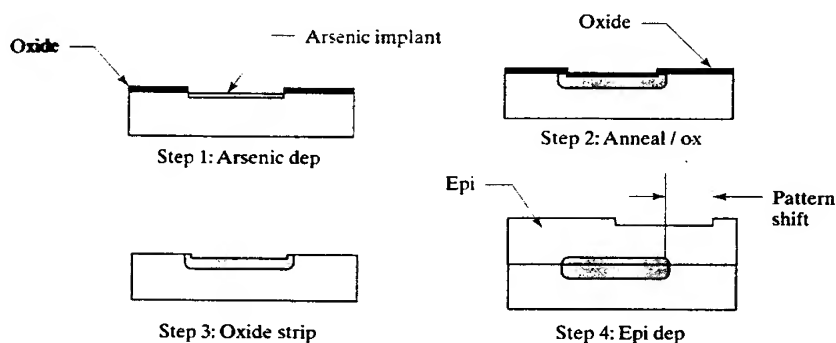 Oxide
Arsenic implant
Step 1: Arsenic dep
Oxide
Step 2: Anneal / ox
Step 3: Oxide strip
Epi
Pattern
shift
Step 4: Epi dep